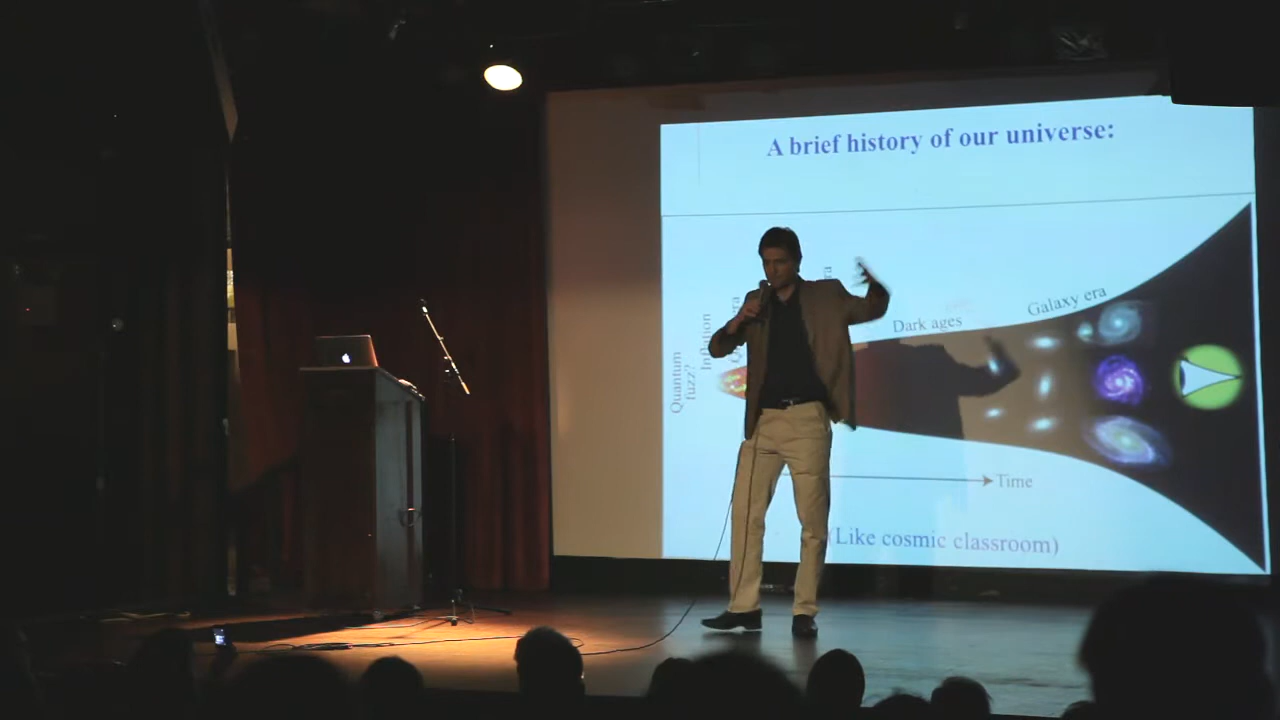 A brief history of our universe:
Quantum
fuzz?
Inflation
Dark ages
Galaxy era
Time
(Like cosmic classroom)